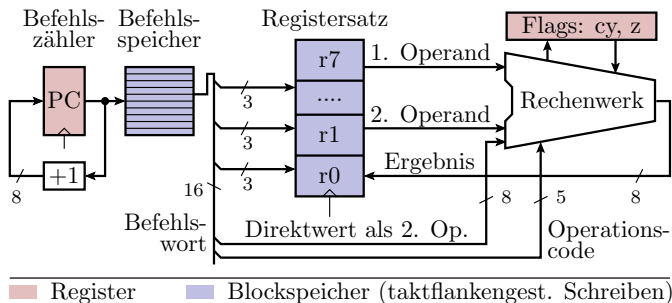 Befehls-
zähler
Befehls-
speicher
Registersatz
Flags: cy, z
PC
+1
8
r7
....
r1
r0
3
3
3
1. Operand
2. Operand
Ergebnis
Rechenwerk
16
8
5
8
Befehls-
wort
Direktwert als 2. Op.
Operations-
code
Register
Blockspeicher (taktflankengest. Schreiben)